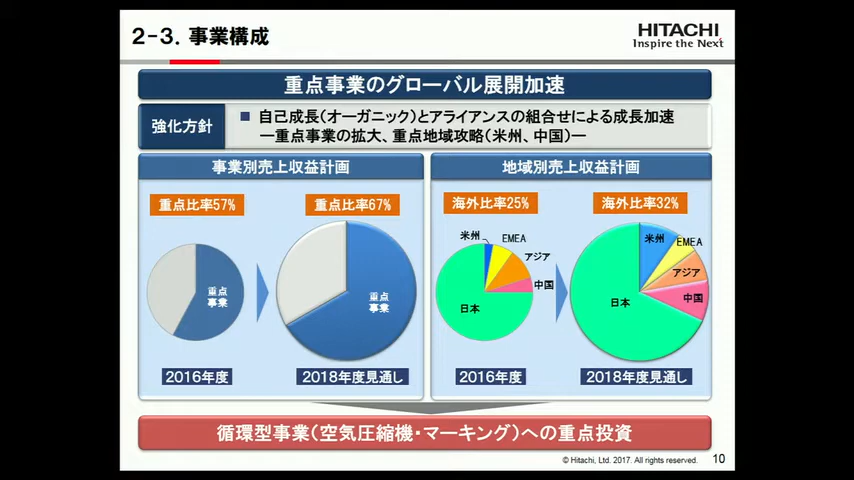 2-3. 事業構成
HITACHI
Inspire the Next
重点事業のグローバル展開加速
強化方針
■ 自己成長(オーガニック)とアライアンスの組合せによる成長加速
―重点事業の拡大、重点地域攻略(米州、中国)―
事業別売上収益計画
重点比率57%
重点比率67%
重点
事業
重点
事業
2016年度
2018年度見通し
地域別売上収益計画
海外比率25%
海外比率32%
米州
EMEA
アジア
中国
日本
米州
EMEA
アジア
中国
日本
2016年度
2018年度見通し
循環型事業(空気圧縮機・マーキング)への重点投資
© Hitachi, Ltd. 2017. All rights reserved.
10